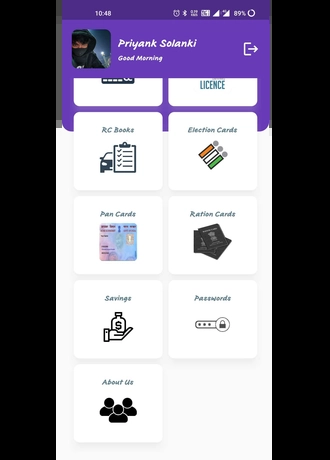 10:48
89%
Priyank Solanki
Good Morning
LICENCE
RC Books
Election Cards
Pan Cards
Ration Cards
Savings
Passwords
About Us